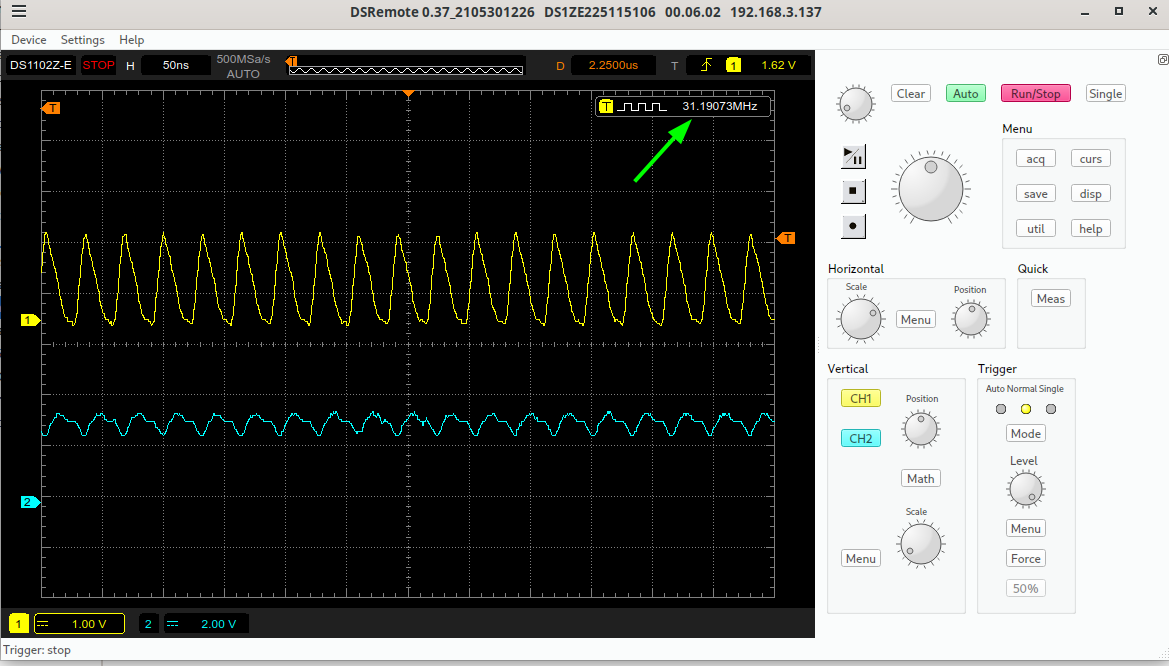 DSRemote 0.37_2105301226 DS1ZE225115106 00.06.02 192.168.3.137
Device Settings Help
DS1102Z-E STOP H 50ns 500MSa/s AUTO T D 2.2500us T 1 1.62 V
T
T 31.19073MHz
T
1
2
1 1.00 V 2 2.00 V
Trigger: stop
Clear Auto Run/Stop Single
Menu
acq curs
save disp
util help
Horizontal
Scale
Menu
Position
Quick
Meas
Vertical
CH1
CH2
Position
Math
Scale
Menu
Trigger
Auto Normal Single
Mode
Level
Menu
Force
50%